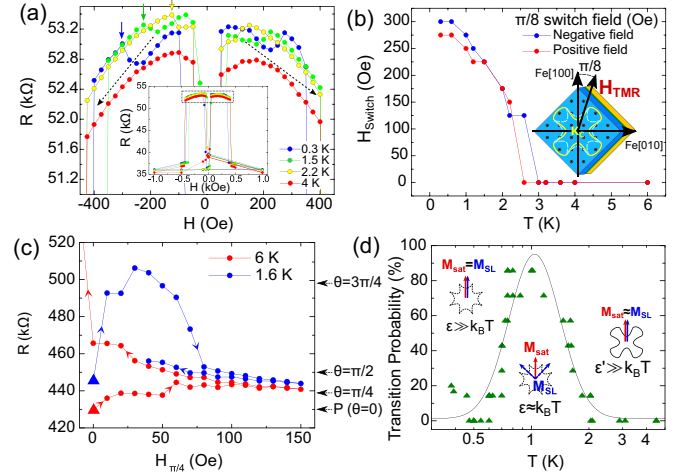 (a)
53.2
52.8
52.4
52.0
51.6
51.2
R (kΩ)
-400 -200 0 200 400
H (Oe)
55
50
45
40
35
R (kΩ)
-1.0 -0.5 0.0 0.5 1.0
H (kOe)
0.3 K
1.5 K
2.2 K
4 K
(b)
300
250
200
150
100
50
0
H_Switch (Oe)
π/8 switch field (Oe)
Negative field
Positive field
Fe[100]
π/8
H_TMR
Fe[010]
0 1 2 3 4 5 6
T (K)
(c)
520
500
480
460
440
420
R (kΩ)
6 K
1.6 K
θ=3π/4
θ=π/2
θ=π/4
P (θ=0)
0 50 100 150
H_π/4 (Oe)
(d)
100
80
60
40
20
0
Transition Probability (%)
M_sat=M_SL
ε≫k_BT
M_sat
M_SL
ε≈k_BT
M_sat≈M_SL
ε'≫k_BT
0.5 1 2 3 4
T (K)